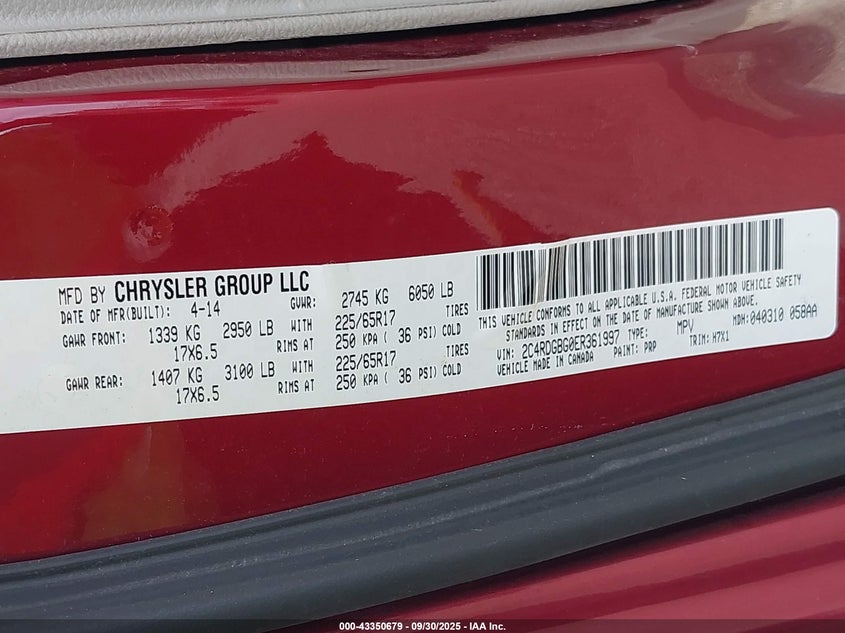 MFD BY CHRYSLER GROUP LLC
DATE OF MFR(BUILT): 4-14 GVWR: 2745 KG 6050 LB
GAWR FRONT: 1339 KG 2950 LB WITH 225/65R17 TIRES
17X6.5 RIMS AT 250 KPA ( 36 PSI) COLD
GAWR REAR: 1407 KG 3100 LB WITH 225/65R17 TIRES
17X6.5 RIMS AT 250 KPA ( 36 PSI) COLD
THIS VEHICLE CONFORMS TO ALL APPLICABLE U.S.A. FEDERAL MOTOR VEHICLE SAFETY
STANDARDS IN EFFECT ON THE DATE OF MANUFACTURE SHOWN ABOVE.
VIN: 2C4RDGBG0ER361997 TYPE: MPV MDH: 040310 058AA
VEHICLE MADE IN CANADA PAINT: PRP TRIM: H7X1
000-43350679 - 09/30/2025 - IAA Inc.